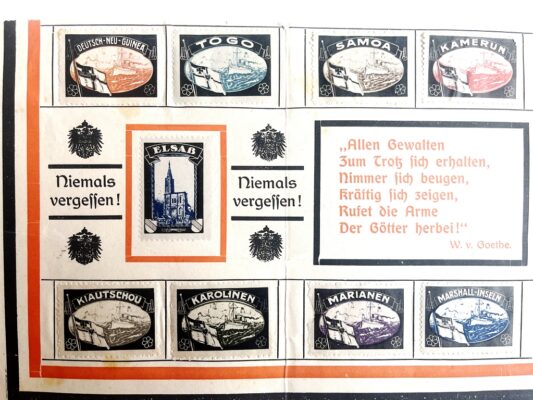 DEUTSCH-NEU-GUINEA
TOGO
SAMOA
KAMERUN
ELSAß
Niemals
vergessen!
Niemals
vergessen!
„Allen Gewalten
Zum Trotz sich erhalten,
Nimmer sich beugen,
Kräftig sich zeigen,
Rufet die Arme
Der Götter herbei!“
W. v. Goethe.
KIAUTSCHOU
KAROLINEN
MARIANEN
MARSHALL-INSELN